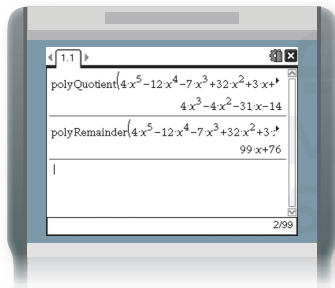 1.1
polyQuotient(4·x⁵−12·x⁴−7·x³+32·x²+3·x+
4·x³−4·x²−31·x−14
polyRemainder(4·x⁵−12·x⁴−7·x³+32·x²+3·
99·x+76
2/99